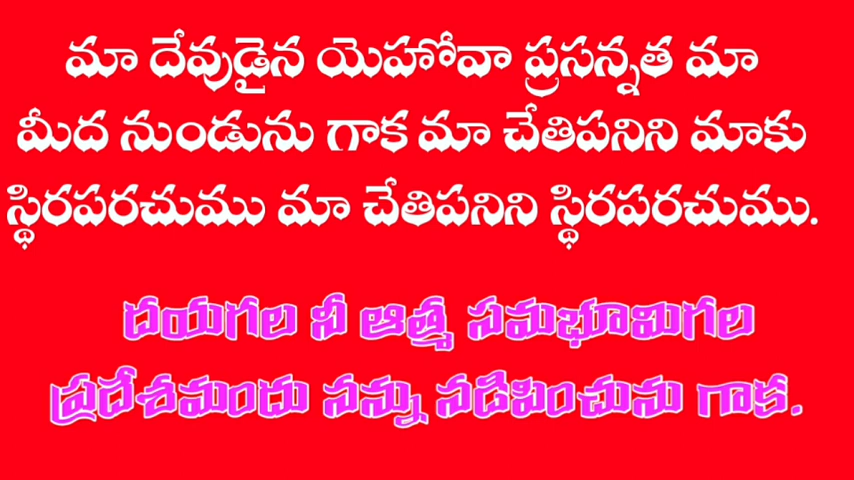 మా దేవుడైన యెహోవా ప్రసన్నత మా
మీద నుండును గాక మా చేతిపనిని మాకు
స్థిరపరచుము మా చేతిపనిని స్థిరపరచుము.
దయగల నీ ఆత్మ సమభూమిగల
ప్రదేశమందు నన్ను నడిపించును గాక.